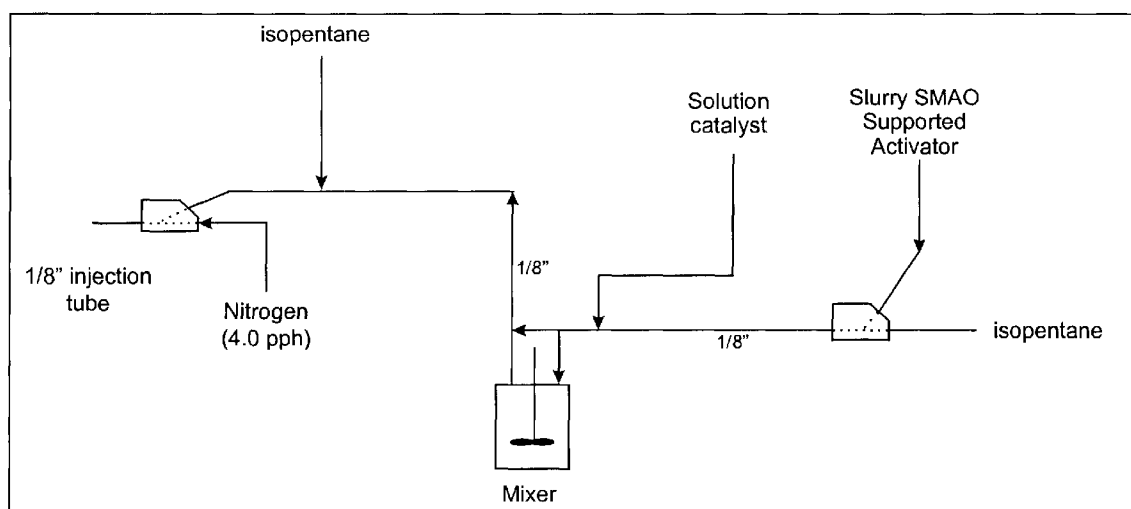 isopentane
Solution
catalyst
Slurry SMAO
Supported
Activator
1/8” injection
tube
Nitrogen
(4.0 pph)
1/8”
1/8”
isopentane
Mixer